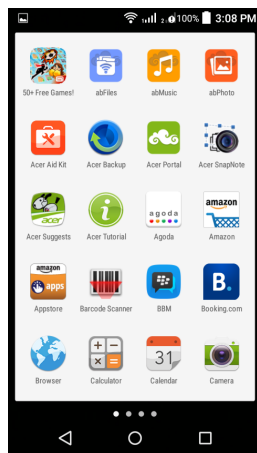 100% 3:08 PM
50+ Free Games! abFiles abMusic abPhoto
Acer Aid Kit Acer Backup Acer Portal Acer SnapNote
acer agoda amazon
Acer Suggests Acer Tutorial Agoda Amazon
amazon apps B.
Appstore Barcode Scanner BBM Booking.com
31
Browser Calculator Calendar Camera